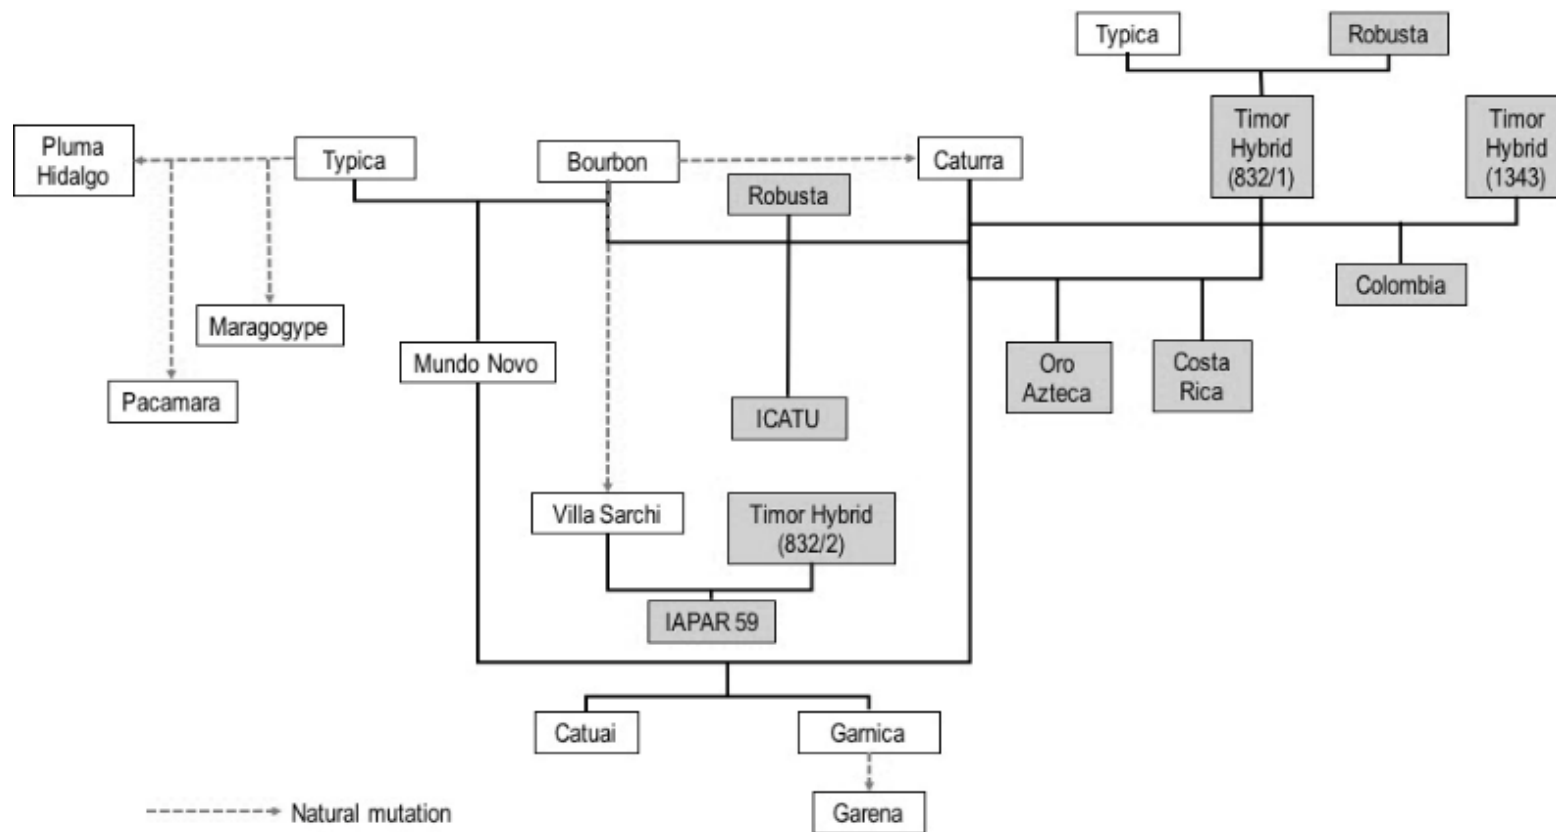 Typica
Robusta
Pluma
Hidalgo
Typica
Bourbon
Caturra
Timor
Hybrid
(832/1)
Timor
Hybrid
(1343)
Robusta
Colombia
Maragogype
Mundo Novo
Oro
Azteca
Costa
Rica
Pacamara
ICATU
Villa Sarchi
Timor Hybrid
(832/2)
IAPAR 59
Catuai
Garnica
Garena
Natural mutation